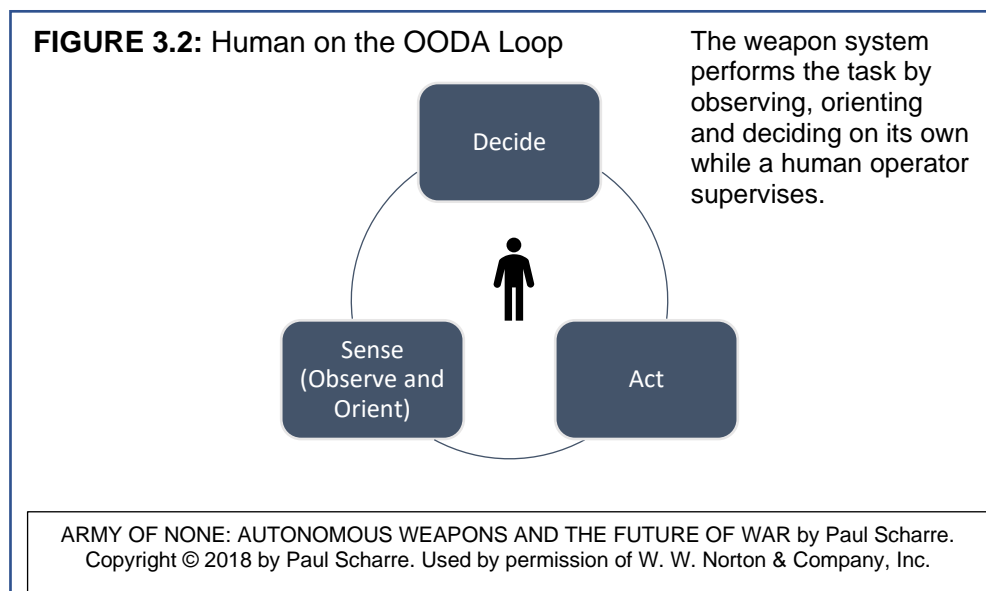 FIGURE 3.2: Human on the OODA Loop
The weapon system
performs the task by
observing, orienting
and deciding on its own
while a human operator
supervises.
Decide
Sense
(Observe and
Orient)
Act
ARMY OF NONE: AUTONOMOUS WEAPONS AND THE FUTURE OF WAR by Paul Scharre.
Copyright © 2018 by Paul Scharre. Used by permission of W. W. Norton & Company, Inc.